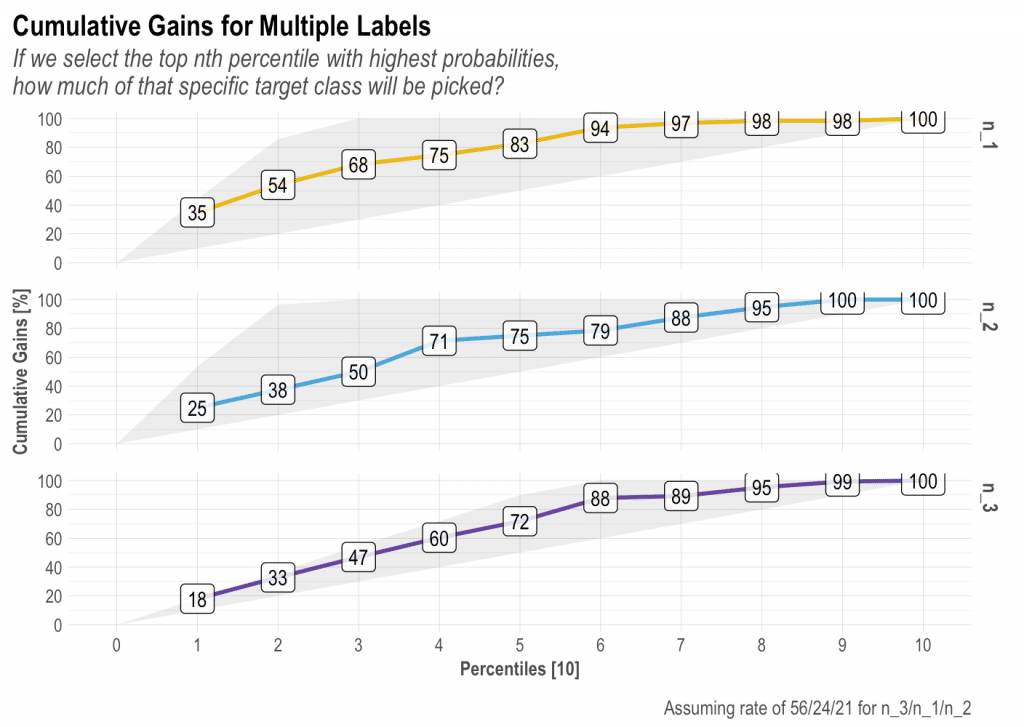 Cumulative Gains for Multiple Labels
If we select the top nth percentile with highest probabilities,
how much of that specific target class will be picked?
Cumulative Gains [%]
100
80
60
40
20
0
35 54 68 75 83 94 97 98 98 100
n_1
100
80
60
40
20
0
25 38 50 71 75 79 88 95 100 100
n_2
100
80
60
40
20
0
18 33 47 60 72 88 89 95 99 100
n_3
0 1 2 3 4 5 6 7 8 9 10
Percentiles [10]
Assuming rate of 56/24/21 for n_3/n_1/n_2